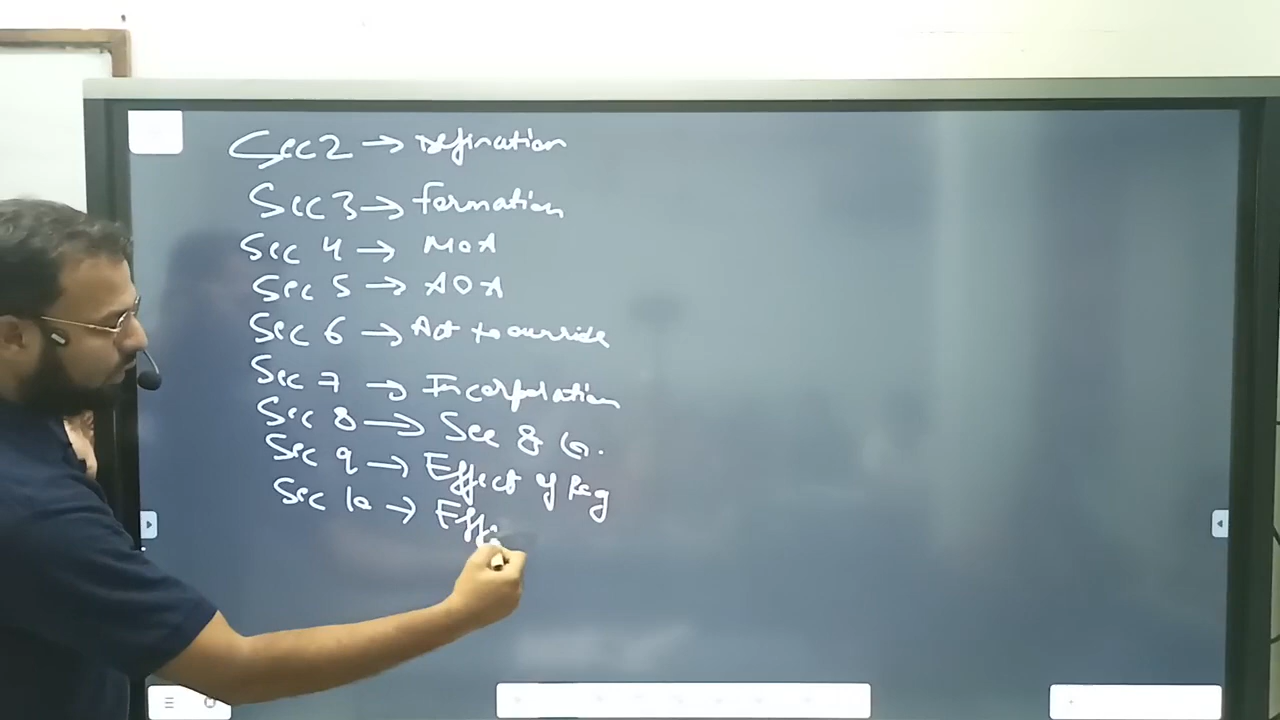 Sec 2 → Defination
Sec 3 → formation
Sec 4 → MOA
Sec 5 → AOA
Sec 6 → Act to override
Sec 7 → Incorporation
Sec 8 → Sec 8 Co.
Sec 9 → Effect of Reg
Sec 10 → Effe